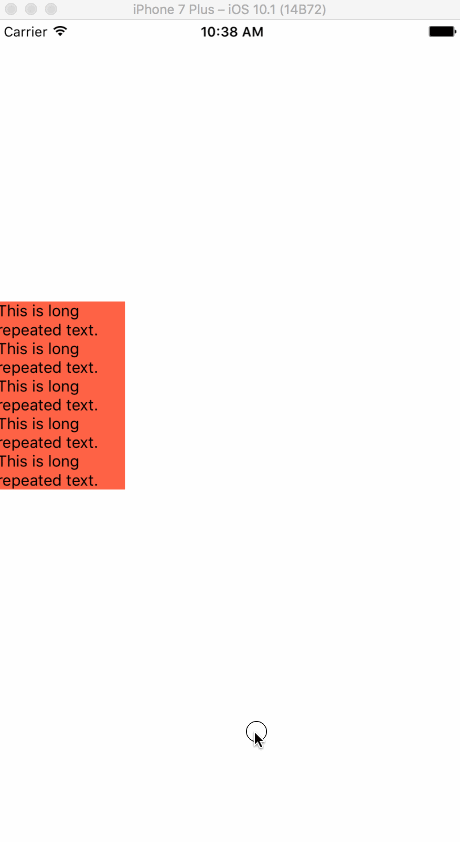 iPhone 7 Plus – iOS 10.1 (14B72)
Carrier 10:38 AM
This is long
repeated text.
This is long
repeated text.
This is long
repeated text.
This is long
repeated text.
This is long
repeated text.